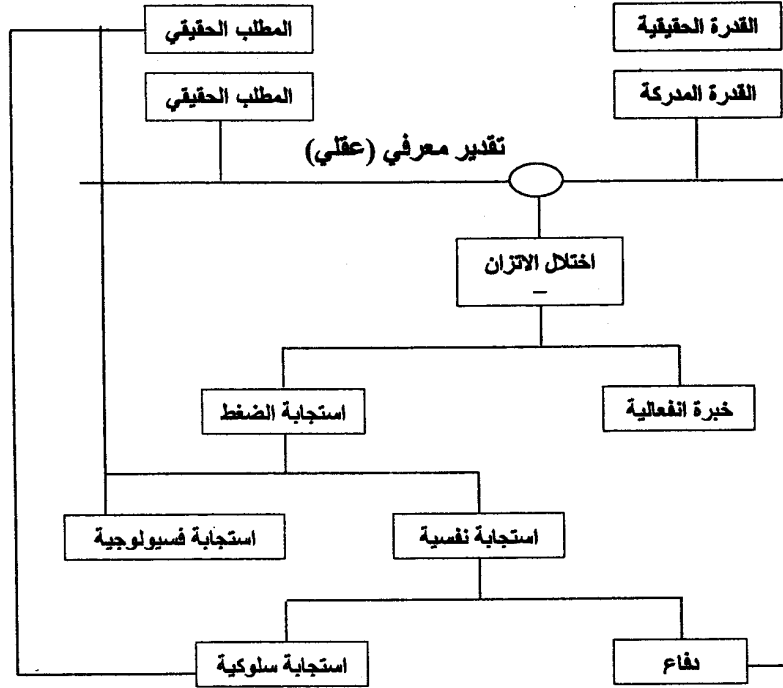 القدرة الحقيقية
المطلب الحقيقي
القدرة المدركة
المطلب الحقيقي
تقدير معرفي (عقلي)
اختلال الاتزان
–
خبرة انفعالية
استجابة الضغط
استجابة نفسية
استجابة فسيولوجية
دفاع
استجابة سلوكية